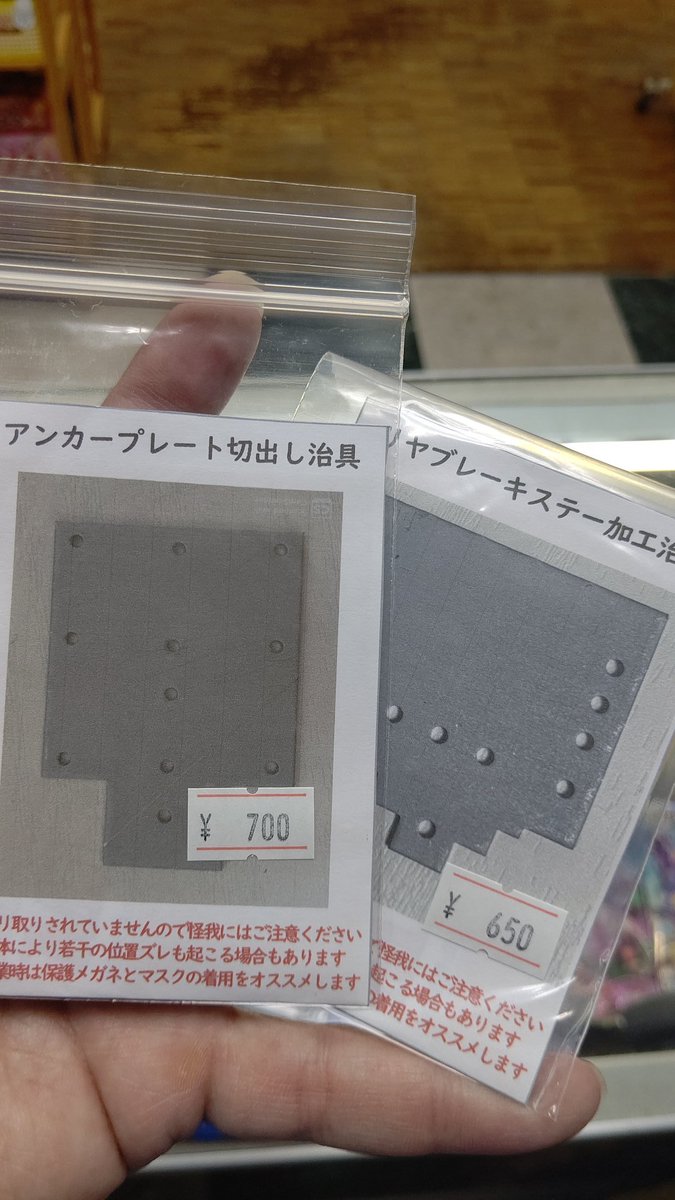 アンカープレート切出し治具
¥ 700
り取りされていませんので怪我にはご注意ください
体により若干の位置ズレも起こる場合もあります
業時は保護メガネとマスクの着用をオススメします
リヤブレーキステー加工治
¥ 650
で怪我にはご注意ください
起こる場合もあります
の着用をオススメします